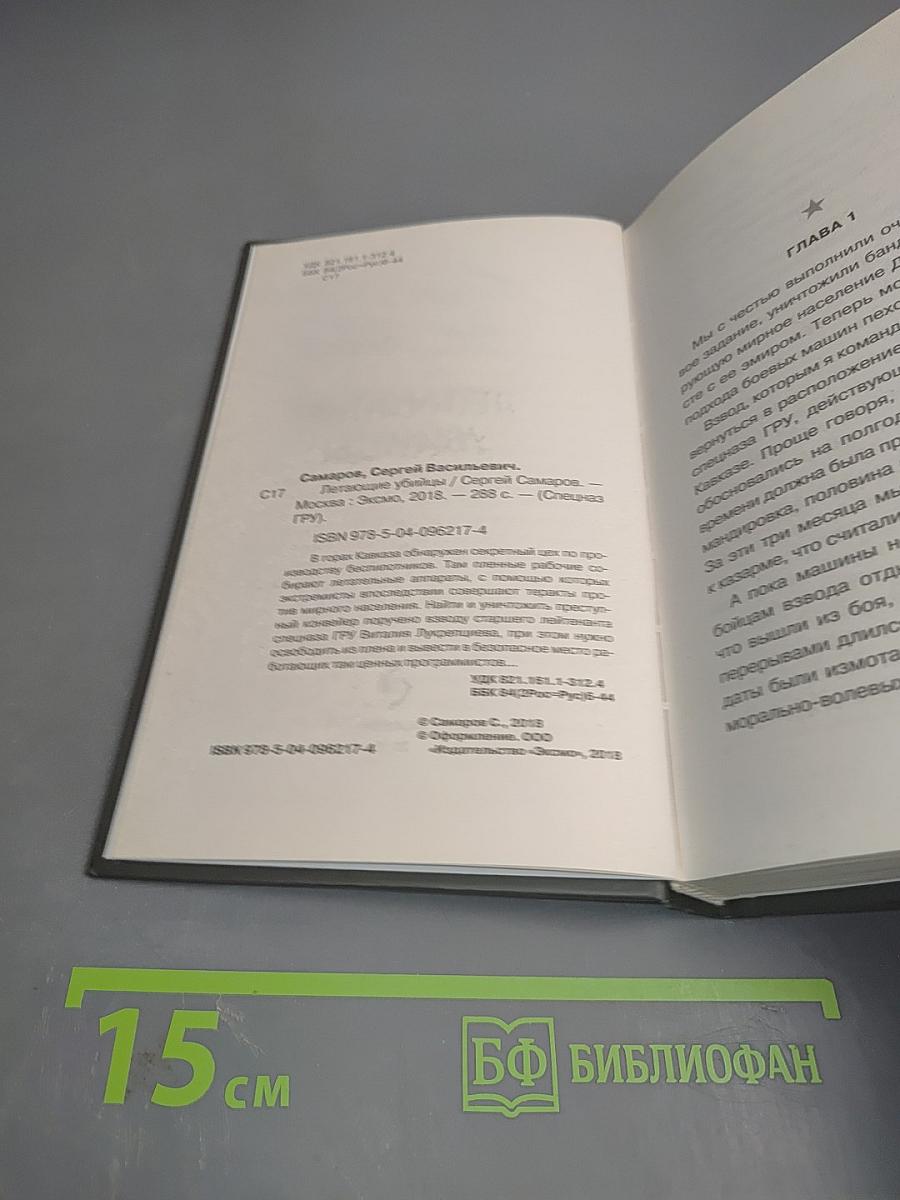 УДК 821.161.1-312.4
ББК 84(2Рос=Рус)6-44
С17
Самаров, Сергей Васильевич.
С17 Летающие убийцы / Сергей Самаров. —
Москва : Эксмо, 2018. — 288 с. — (Спецназ
ГРУ).
ISBN 978-5-04-096217-4
В горах Кавказа обнаружен секретный цех по про-
изводству беспилотников. Там пленные рабочие со-
бирают летательные аппараты, с помощью которых
экстремисты впоследствии совершают теракты про-
тив мирного населения. Найти и уничтожить преступ-
ный конвейер поручено взводу старшего лейтенанта
спецназа ГРУ Виталия Лукрепциева, при этом нужно
освободить из плена и вывести в безопасное место ра-
ботающих там ценных программистов...
УДК 821.161.1-312.4
ББК 84(2Рос=Рус)6-44
© Самаров С., 2018
© Оформление. ООО
«Издательство «Эксмо», 2018
ISBN 978-5-04-096217-4
ГЛАВА 1
Мы с честью выполнили оч
вое задание, уничтожили банд
рующую мирное население Д
сте с ее эмиром. Теперь мо
подхода боевых машин пехо
Взвод, которым я команд
вернуться в расположение
спецназа ГРУ, действующ
Кавказе. Проще говоря,
обосновались на полгод
времени должна была пр
мандировка, половина
За эти три месяца мы
к казарме, что считали
А пока машины н
бойцам взвода отды
что вышли из боя,
перерывами длилс
даты были измота
морально-волевых
15 см
БФ БИБЛИОФАН